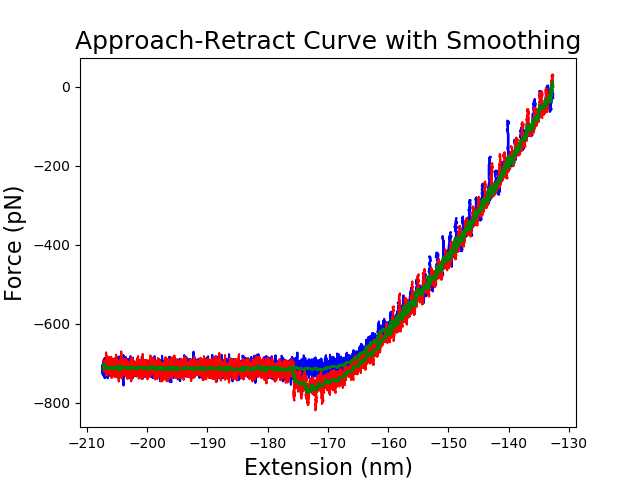 Approach-Retract Curve with Smoothing
0
−200
−400
−600
−800
Force (pN)
−210 −200 −190 −180 −170 −160 −150 −140 −130
Extension (nm)